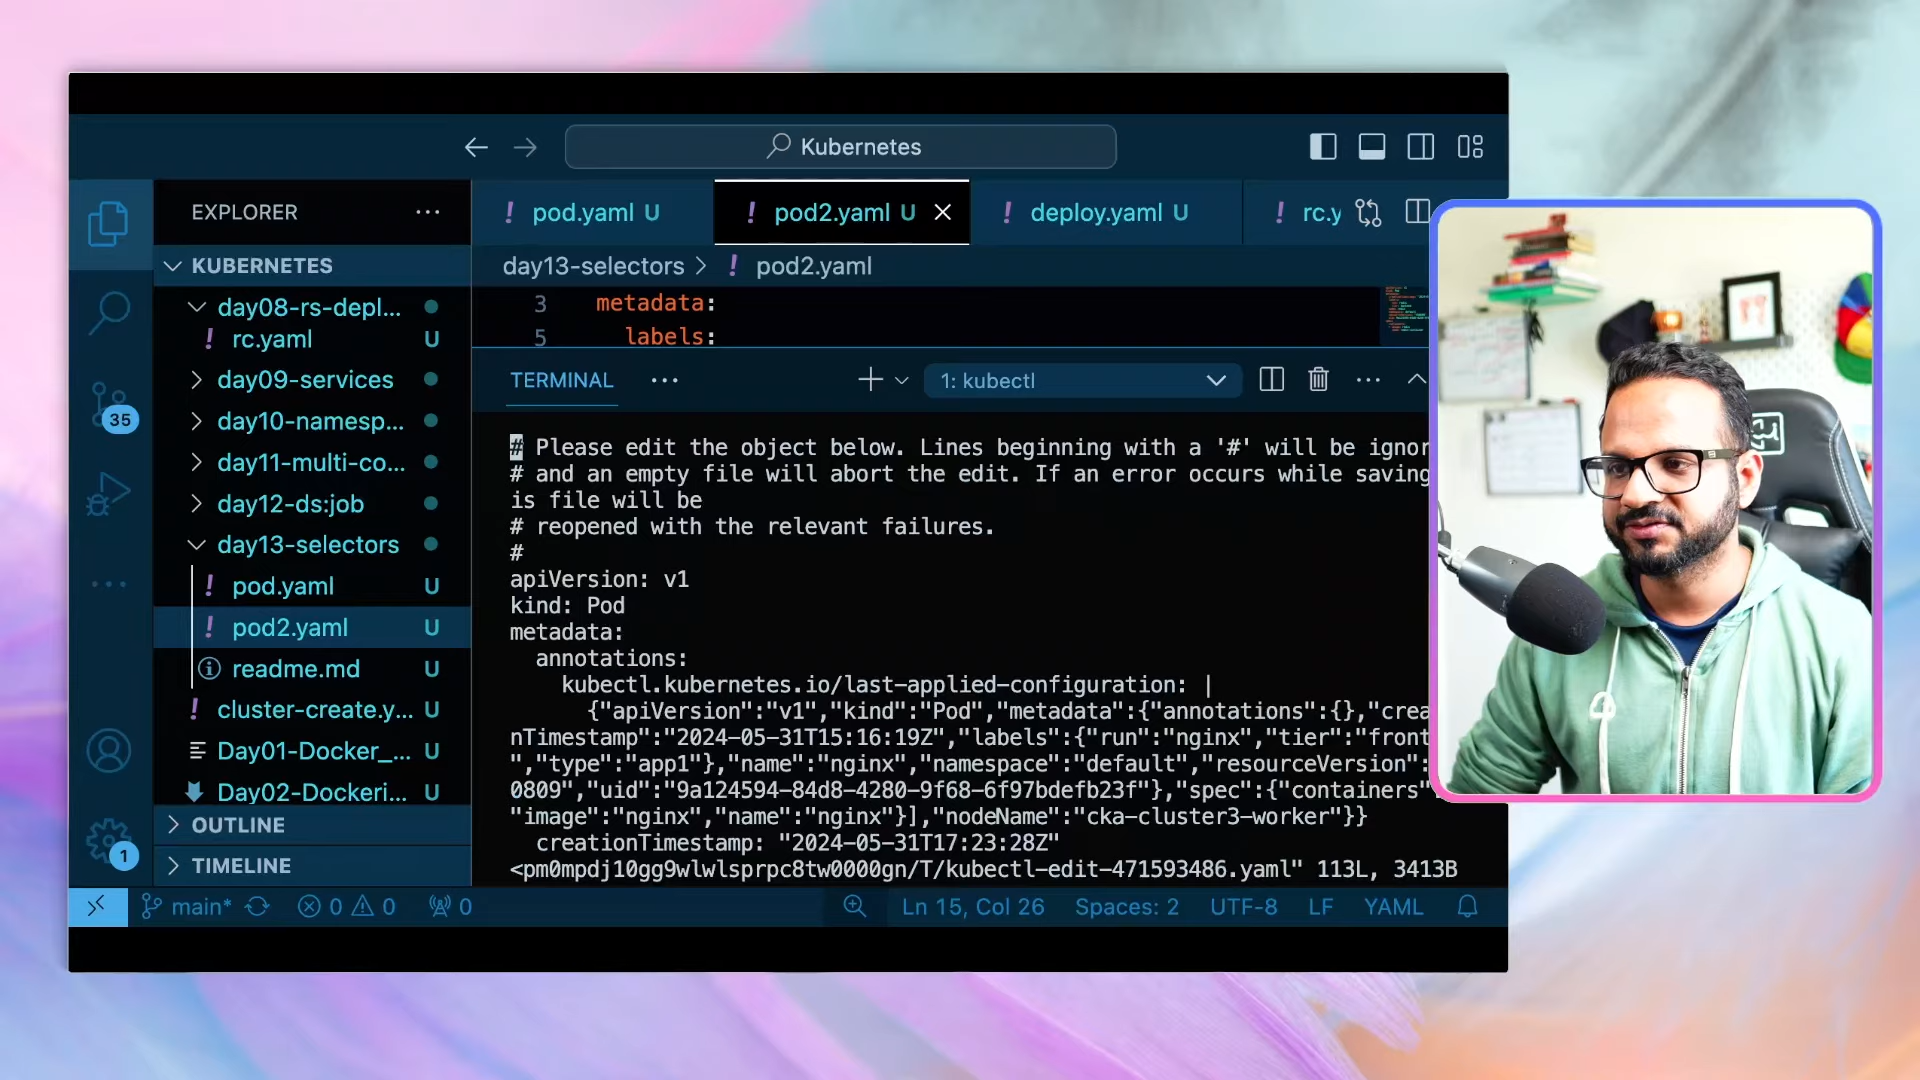 Kubernetes
EXPLORER
KUBERNETES
day08-rs-depl...
rc.yaml U
day09-services
day10-namesp...
day11-multi-co...
day12-ds:job
day13-selectors
pod.yaml U
pod2.yaml U
readme.md U
cluster-create.y... U
Day01-Docker_... U
Day02-Dockeri... U
OUTLINE
TIMELINE
35
1
! pod.yaml U
! pod2.yaml U
! deploy.yaml U
! rc.y
day13-selectors > ! pod2.yaml
3 metadata:
5 labels:
TERMINAL
1: kubectl
# Please edit the object below. Lines beginning with a '#' will be ignor
# and an empty file will abort the edit. If an error occurs while saving
is file will be
# reopened with the relevant failures.
#
apiVersion: v1
kind: Pod
metadata:
annotations:
kubectl.kubernetes.io/last-applied-configuration: |
{"apiVersion":"v1","kind":"Pod","metadata":{"annotations":{},"crea
nTimestamp":"2024-05-31T15:16:19Z","labels":{"run":"nginx","tier":"front
","type":"app1"},"name":"nginx","namespace":"default","resourceVersion":
0809","uid":"9a124594-84d8-4280-9f68-6f97bdefb23f"},"spec":{"containers"
"image":"nginx","name":"nginx"}],"nodeName":"cka-cluster3-worker"}}
creationTimestamp: "2024-05-31T17:23:28Z"
<pm0mpdj10gg9wlwlsprpc8tw0000gn/T/kubectl-edit-471593486.yaml" 113L, 3413B
main* 0 0 0
Ln 15, Col 26
Spaces: 2
UTF-8
LF
YAML